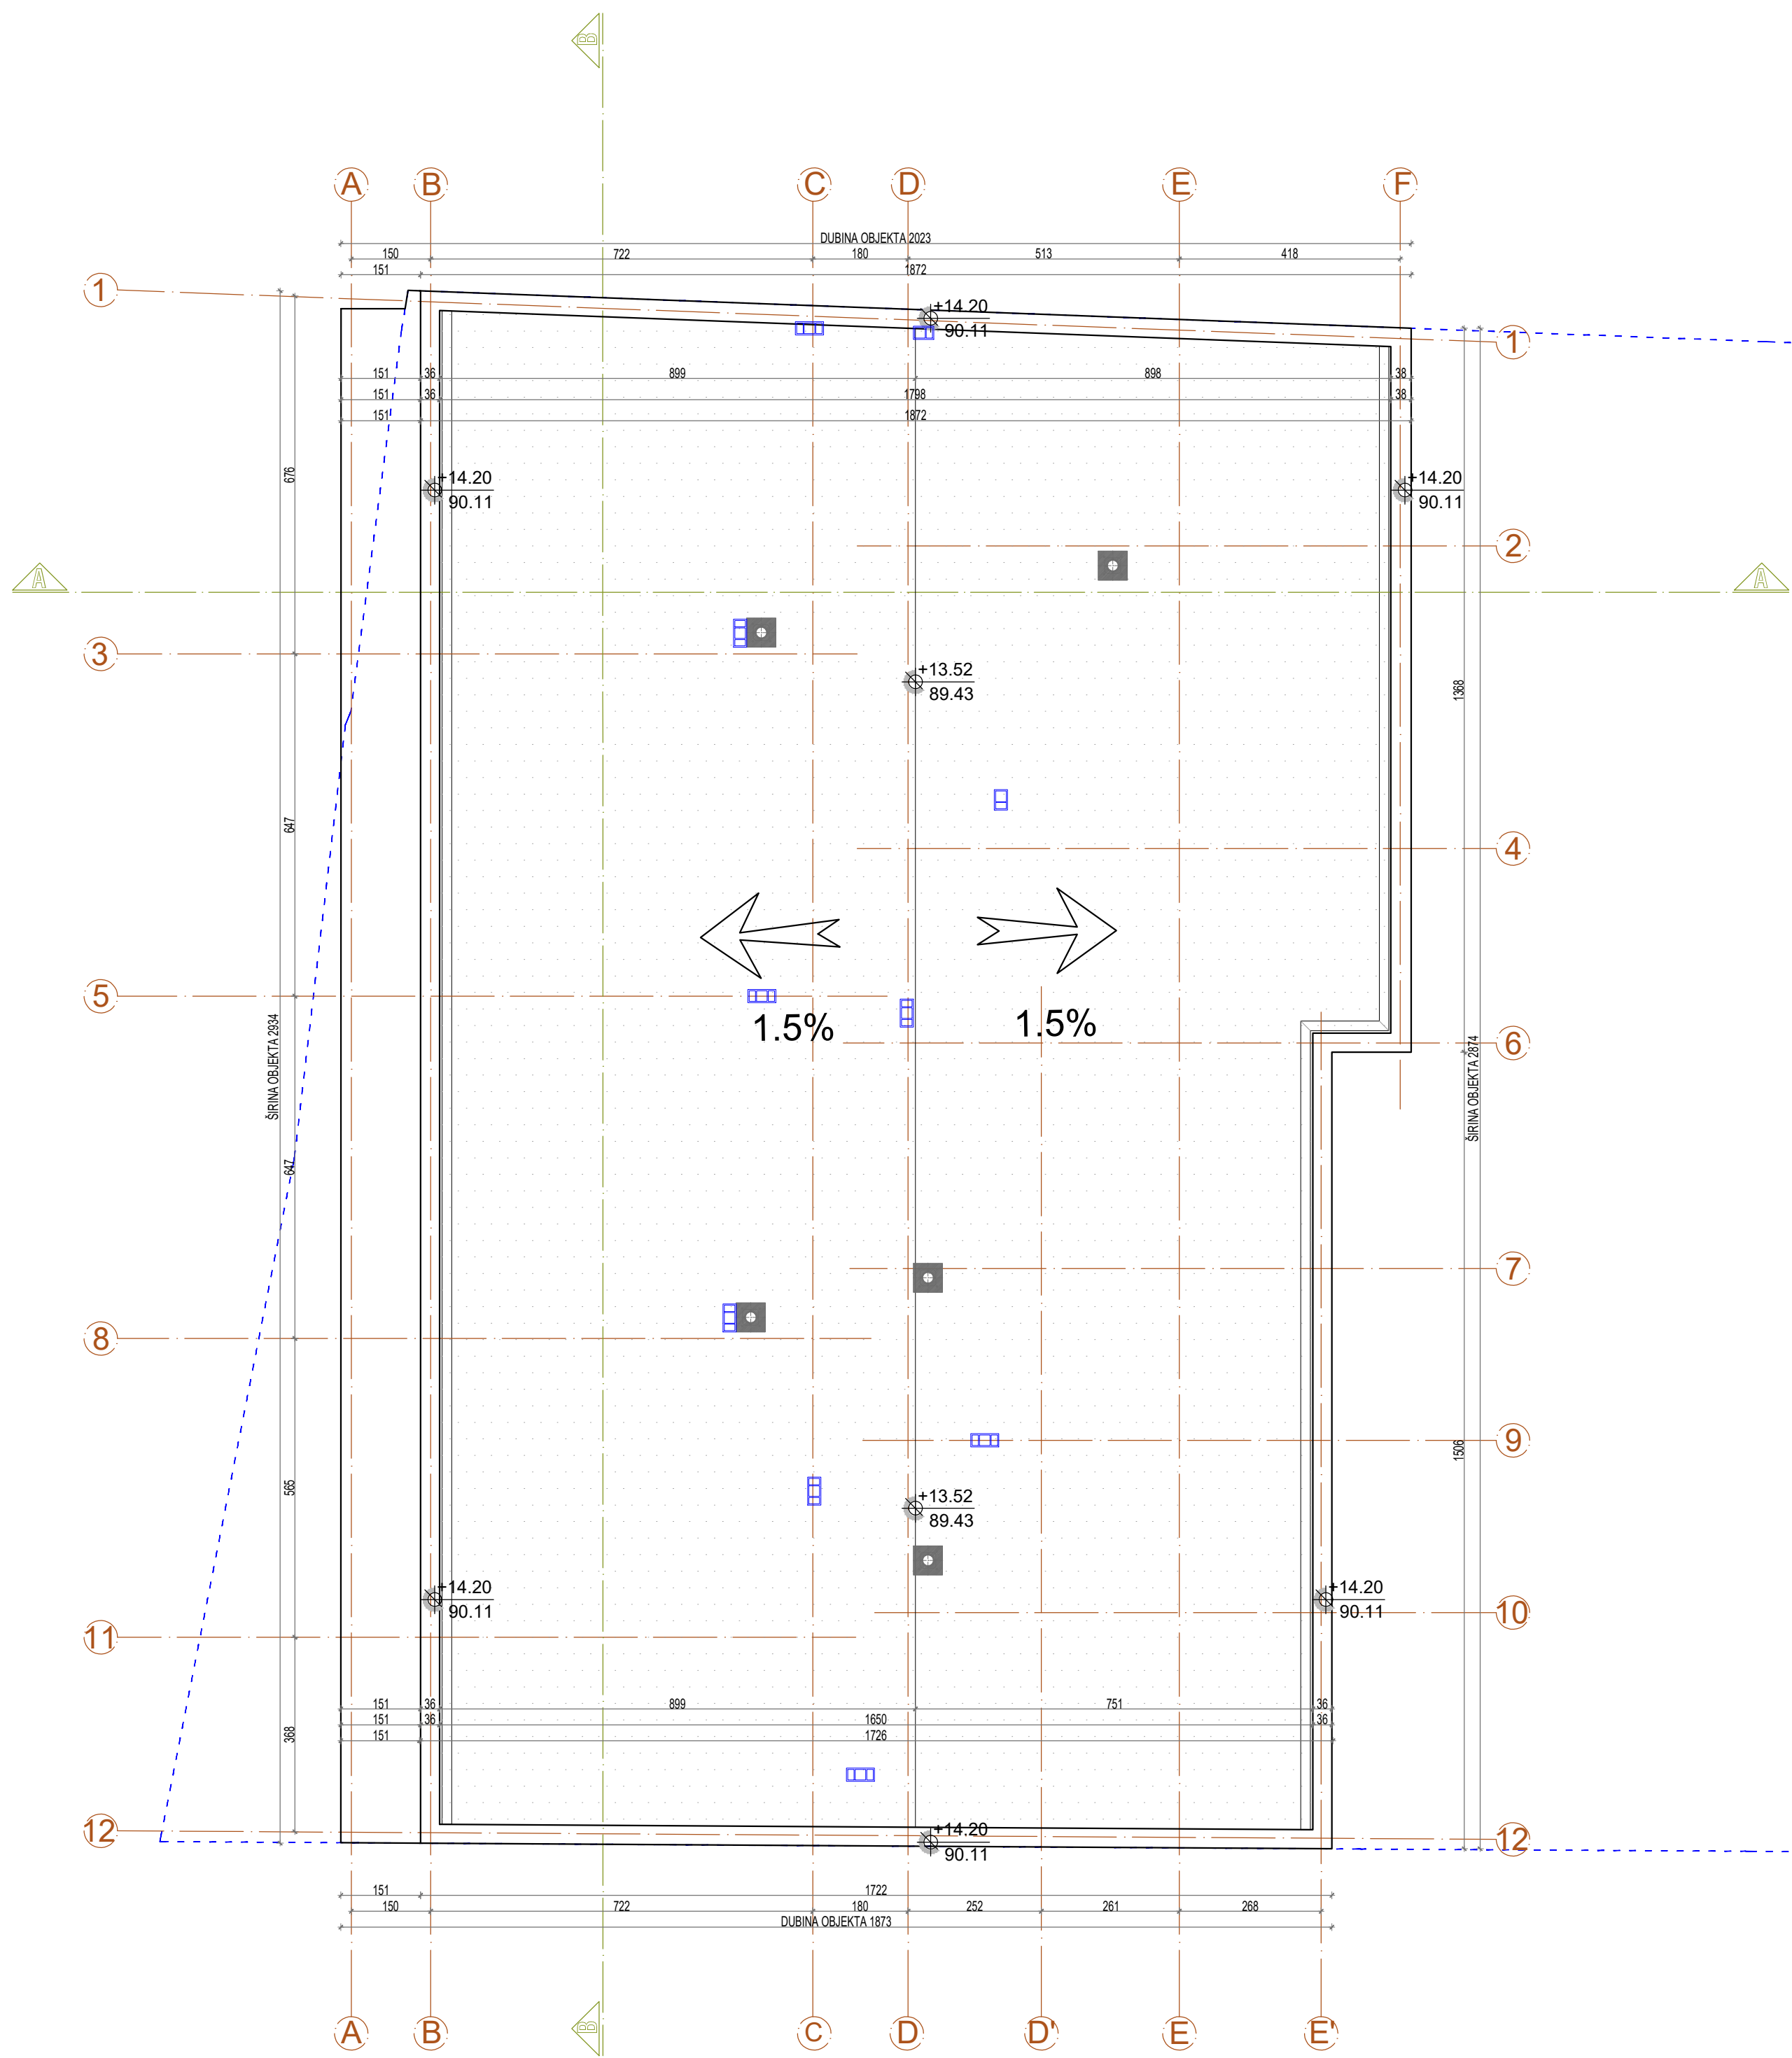 B
A B C D E F
DUBINA OBJEKTA 2023
150 722 180 513 418
151 1872
1
+14.20
90.11
1
151 36 899 898 38
151 36 1798 38
151 1872
676
+14.20
90.11
+14.20
90.11
2
A
A
3
+13.52
89.43
1368
647
4
5
1.5%
1.5%
6
ŠIRINA OBJEKTA 2934
ŠIRINA OBJEKTA 2874
647
7
8
9
1506
565
+13.52
89.43
+14.20
90.11
+14.20
90.11
10
11
151 36 899 751 36
151 36 1650 36
151 1726
368
12
+14.20
90.11
12
151 1722
150 722 180 252 261 268
DUBINA OBJEKTA 1873
B
A B C D D' E E'